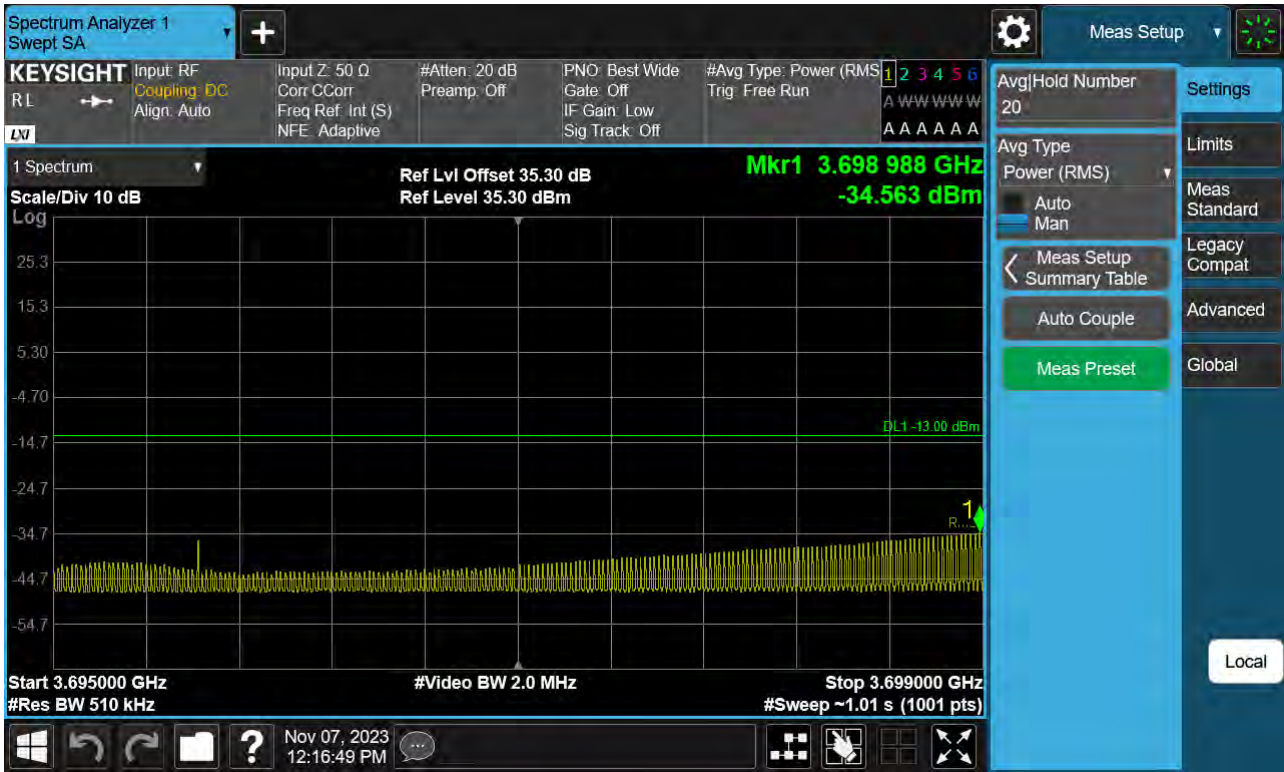 Spectrum Analyzer 1
Swept SA
Meas Setup
KEYSIGHT
RL
LXI
Input: RF
Coupling: DC
Align: Auto
Input Z: 50 Ω
Corr CCorr
Freq Ref: Int (S)
NFE: Adaptive
#Atten: 20 dB
Preamp: Off
PNO: Best Wide
Gate: Off
IF Gain: Low
Sig Track: Off
#Avg Type: Power (RMS
Trig: Free Run
1 2 3 4 5 6
A W W W W W
A A A A A A
1 Spectrum
Scale/Div 10 dB
Log
Ref Lvl Offset 35.30 dB
Ref Level 35.30 dBm
Mkr1 3.698 988 GHz
-34.563 dBm
25.3
15.3
5.30
-4.70
-14.7
-24.7
-34.7
-44.7
-54.7
DL1 -13.00 dBm
1
R...
Start 3.695000 GHz
#Res BW 510 kHz
#Video BW 2.0 MHz
Stop 3.699000 GHz
#Sweep ~1.01 s (1001 pts)
Avg|Hold Number
20
Avg Type
Power (RMS)
Auto
Man
Meas Setup
Summary Table
Auto Couple
Meas Preset
Settings
Limits
Meas
Standard
Legacy
Compat
Advanced
Global
Local
?
Nov 07, 2023
12:16:49 PM